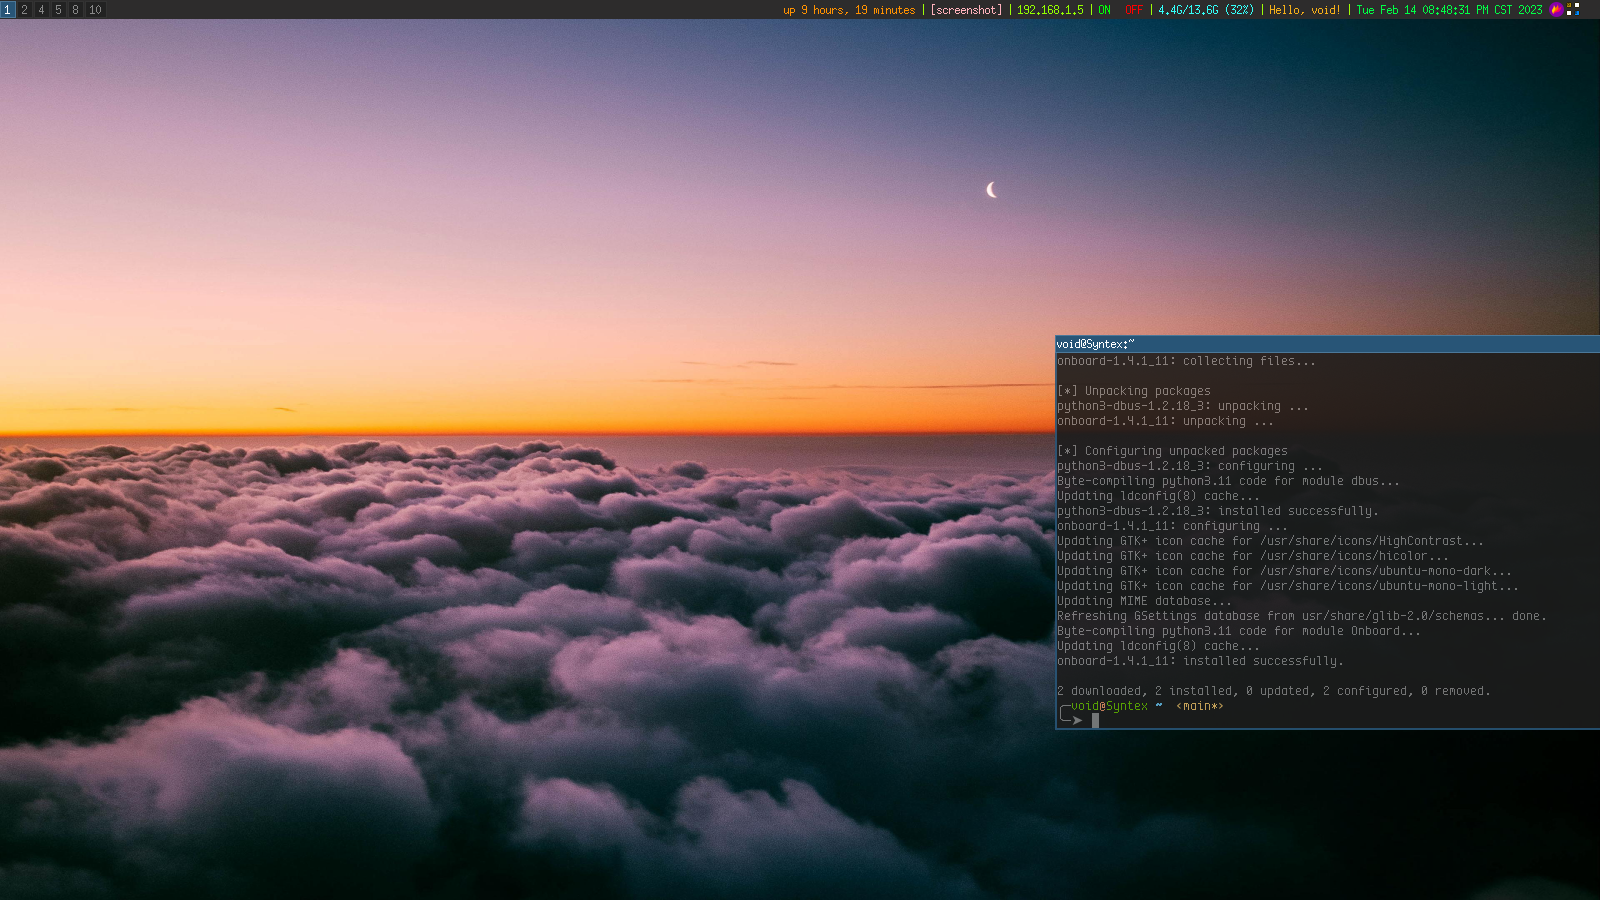 1 2 4 5 8 10 up 9 hours, 19 minutes | [screenshot] | 192.168.1.5 | ON OFF | 4.4G/13.6G (32%) | Hello, void! | Tue Feb 14 08:48:31 PM CST 2023
void@Syntex:~
onboard-1.4.1_11: collecting files...
[*] Unpacking packages
python3-dbus-1.2.18_3: unpacking ...
onboard-1.4.1_11: unpacking ...
[*] Configuring unpacked packages
python3-dbus-1.2.18_3: configuring ...
Byte-compiling python3.11 code for module dbus...
Updating ldconfig(8) cache...
python3-dbus-1.2.18_3: installed successfully.
onboard-1.4.1_11: configuring ...
Updating GTK+ icon cache for /usr/share/icons/HighContrast...
Updating GTK+ icon cache for /usr/share/icons/hicolor...
Updating GTK+ icon cache for /usr/share/icons/ubuntu-mono-dark...
Updating GTK+ icon cache for /usr/share/icons/ubuntu-mono-light...
Updating MIME database...
Refreshing GSettings database from usr/share/glib-2.0/schemas... done.
Byte-compiling python3.11 code for module Onboard...
Updating ldconfig(8) cache...
onboard-1.4.1_11: installed successfully.
2 downloaded, 2 installed, 0 updated, 2 configured, 0 removed.
void@Syntex ~ ‹main*›